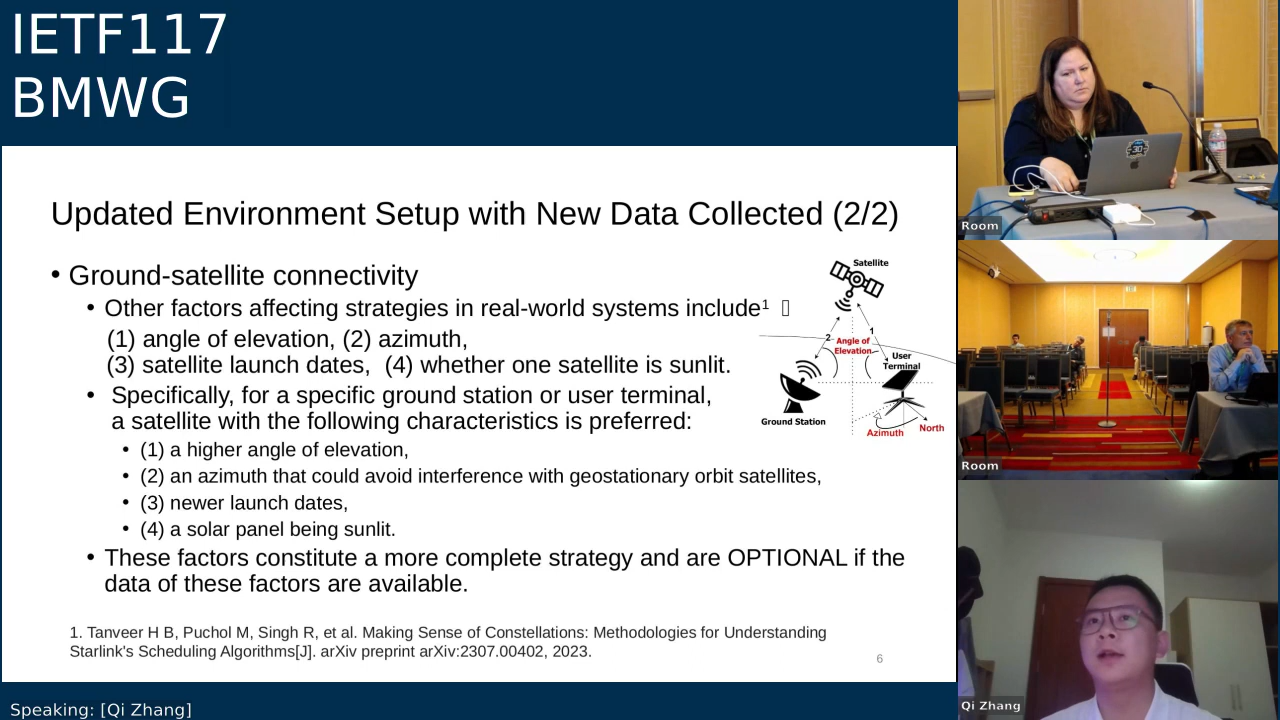 IETF117
BMWG
Updated Environment Setup with New Data Collected (2/2)
• Ground-satellite connectivity
• Other factors affecting strategies in real-world systems include¹
(1) angle of elevation, (2) azimuth,
(3) satellite launch dates,  (4) whether one satellite is sunlit.
• Specifically, for a specific ground station or user terminal,
a satellite with the following characteristics is preferred:
• (1) a higher angle of elevation,
• (2) an azimuth that could avoid interference with geostationary orbit satellites,
• (3) newer launch dates,
• (4) a solar panel being sunlit.
• These factors constitute a more complete strategy and are OPTIONAL if the
data of these factors are available.
Satellite
2
1
Angle of
Elevation
User
Terminal
Ground Station
Azimuth
North
1. Tanveer H B, Puchol M, Singh R, et al. Making Sense of Constellations: Methodologies for Understanding
Starlink's Scheduling Algorithms[J]. arXiv preprint arXiv:2307.00402, 2023.
6
Speaking: [Qi Zhang]
Room
Room
Qi Zhang